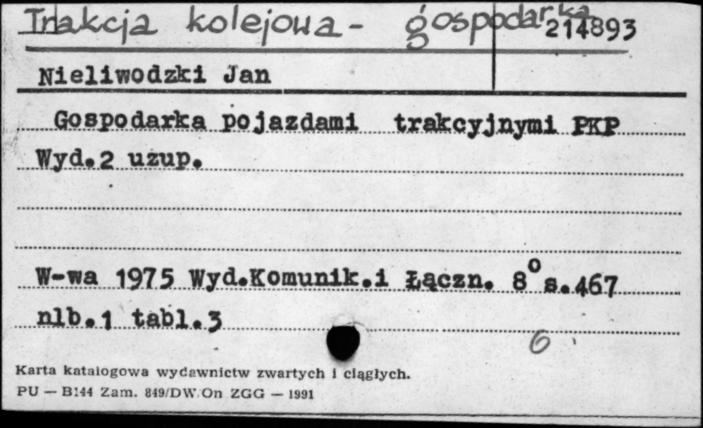 Trakcja kolejowa - gospodarka
214893
Nieliwodzki Jan
Gospodarka pojazdami trakcyjnymi PKP
Wyd.2 uzup.
W-wa 1975 Wyd.Komunik.i Łączn. 8° s.467
nlb.1 tabl.3
6
Karta katalogowa wydawnictw zwartych i ciągłych.
PU — B144 Zam. 849/DW.On ZGG — 1991